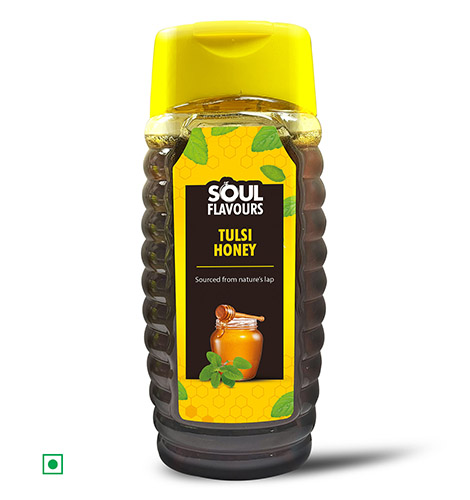 SOUL
FLAVOURS
TULSI
HONEY
Sourced from nature's lap